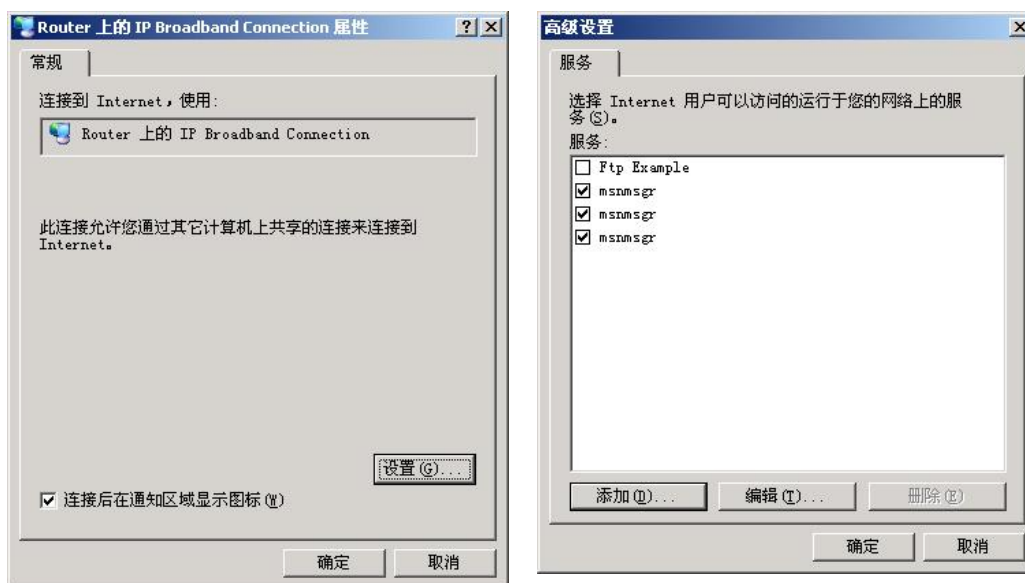 Router 上的 IP Broadband Connection 属性
常规
连接到 Internet，使用:
Router 上的 IP Broadband Connection
此连接允许您通过其它计算机上共享的连接来连接到
Internet。
设置(G)...
连接后在通知区域显示图标(W)
确定
取消
高级设置
服务
选择 Internet 用户可以访问的运行于您的网络上的服
务(S)。
服务:
Ftp Example
msnmsgr
msnmsgr
msnmsgr
添加(D)...
编辑(T)...
删除(E)
确定
取消